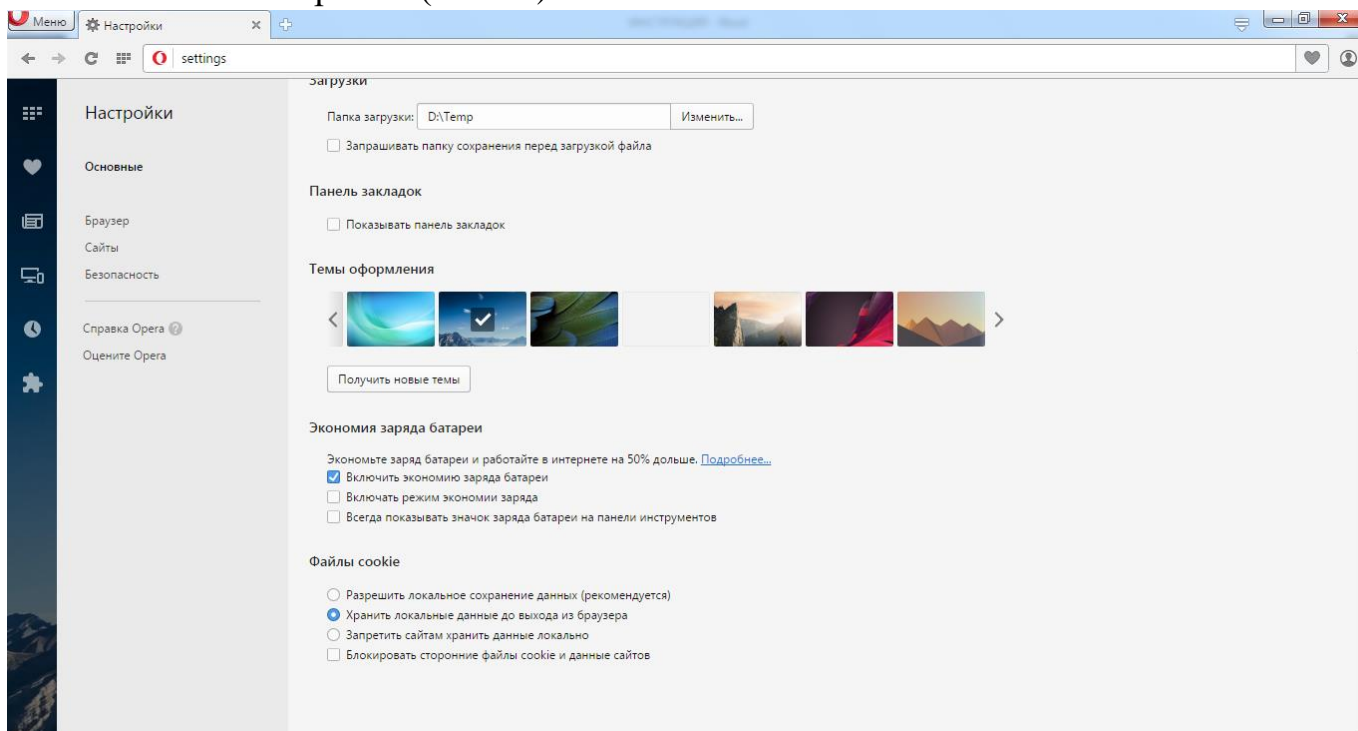 Меню
Настройки
settings
Загрузки
Настройки
Папка загрузки: D:\Temp Изменить...
Запрашивать папку сохранения перед загрузкой файла
Основные
Панель закладок
Браузер
Показывать панель закладок
Сайты
Безопасность
Темы оформления
Справка Opera
Оцените Opera
Получить новые темы
Экономия заряда батареи
Экономьте заряд батареи и работайте в интернете на 50% дольше. Подробнее...
Включить экономию заряда батареи
Включать режим экономии заряда
Всегда показывать значок заряда батареи на панели инструментов
Файлы cookie
Разрешить локальное сохранение данных (рекомендуется)
Хранить локальные данные до выхода из браузера
Запретить сайтам хранить данные локально
Блокировать сторонние файлы cookie и данные сайтов